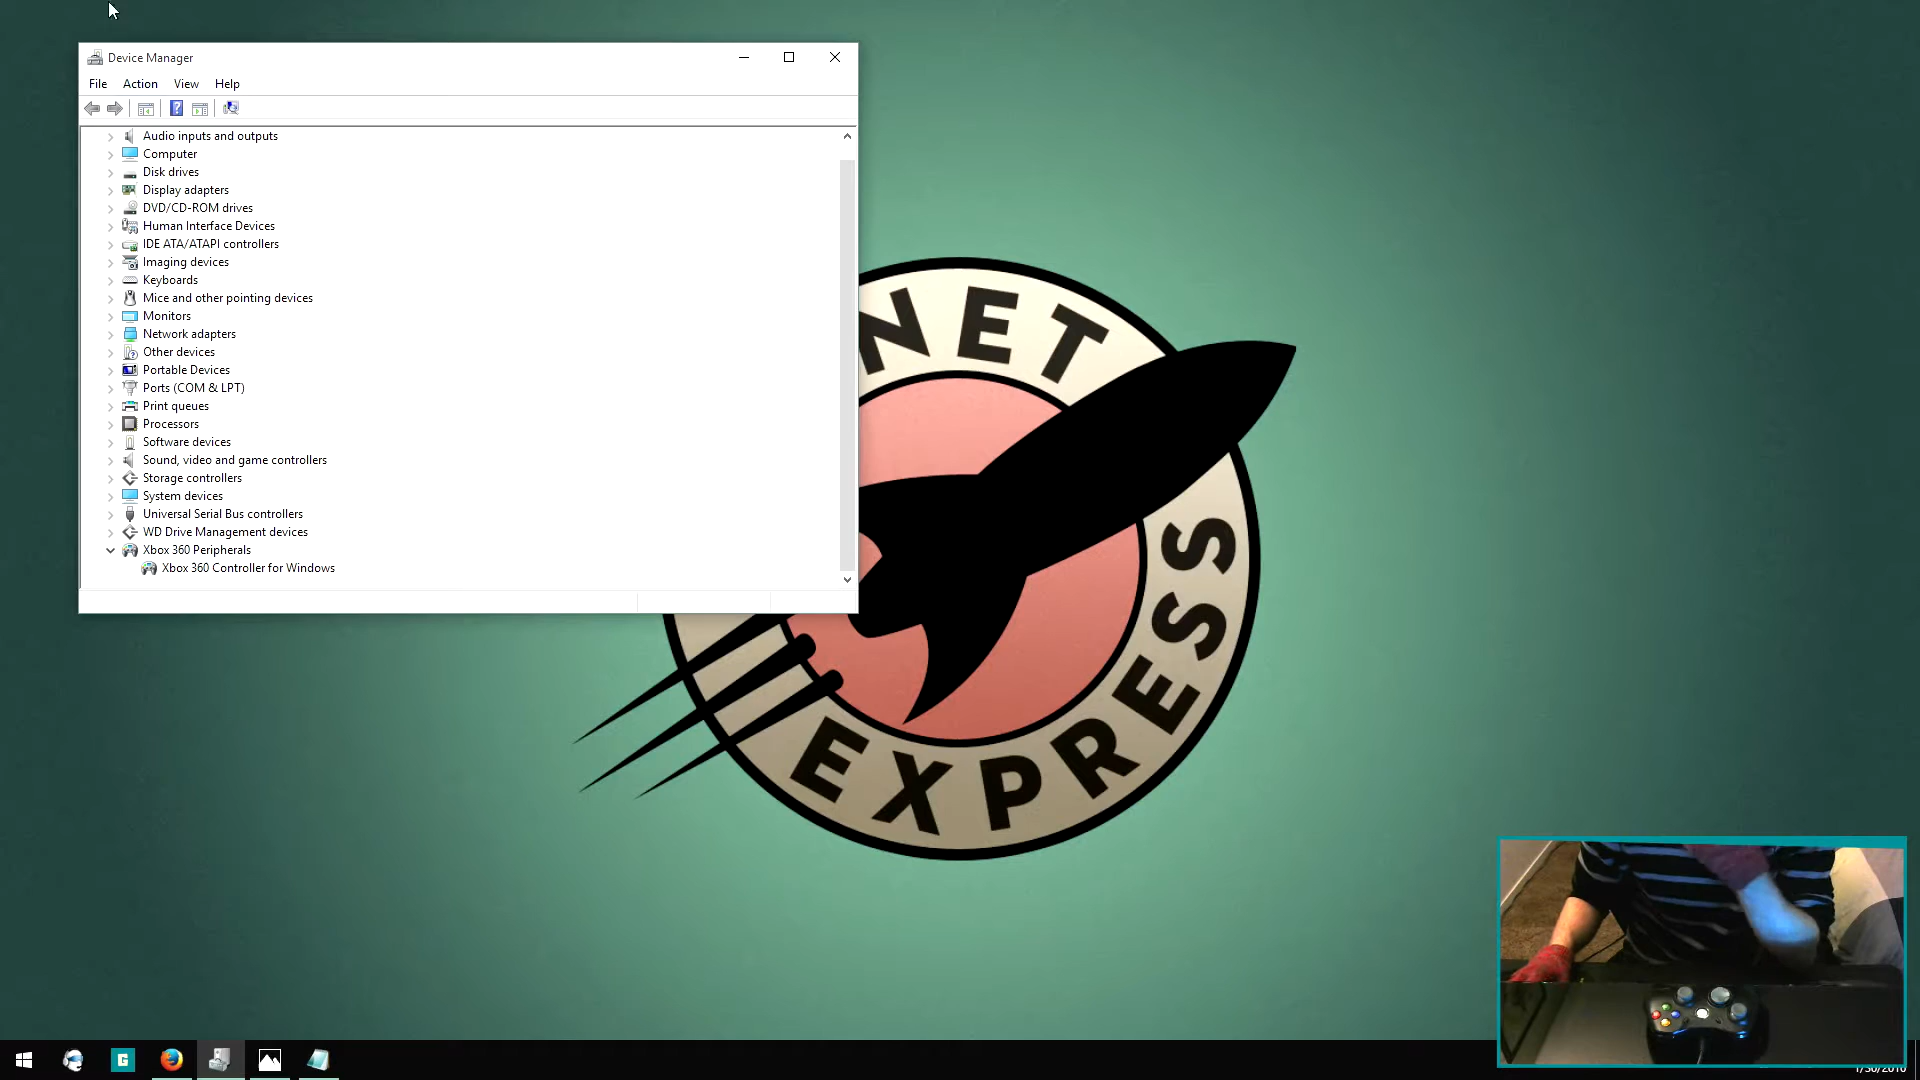 Device Manager
File Action View Help
Audio inputs and outputs
Computer
Disk drives
Display adapters
DVD/CD-ROM drives
Human Interface Devices
IDE ATA/ATAPI controllers
Imaging devices
Keyboards
Mice and other pointing devices
Monitors
Network adapters
Other devices
Portable Devices
Ports (COM & LPT)
Print queues
Processors
Software devices
Sound, video and game controllers
Storage controllers
System devices
Universal Serial Bus controllers
WD Drive Management devices
Xbox 360 Peripherals
Xbox 360 Controller for Windows
NET
EXPRESS
G